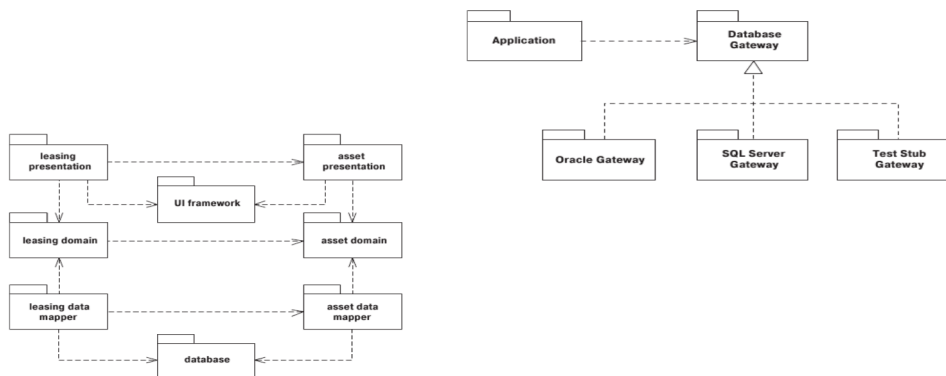 Application
Database
Gateway
Oracle Gateway
SQL Server
Gateway
Test Stub
Gateway
leasing
presentation
asset
presentation
UI framework
leasing domain
asset domain
leasing data
mapper
asset data
mapper
database